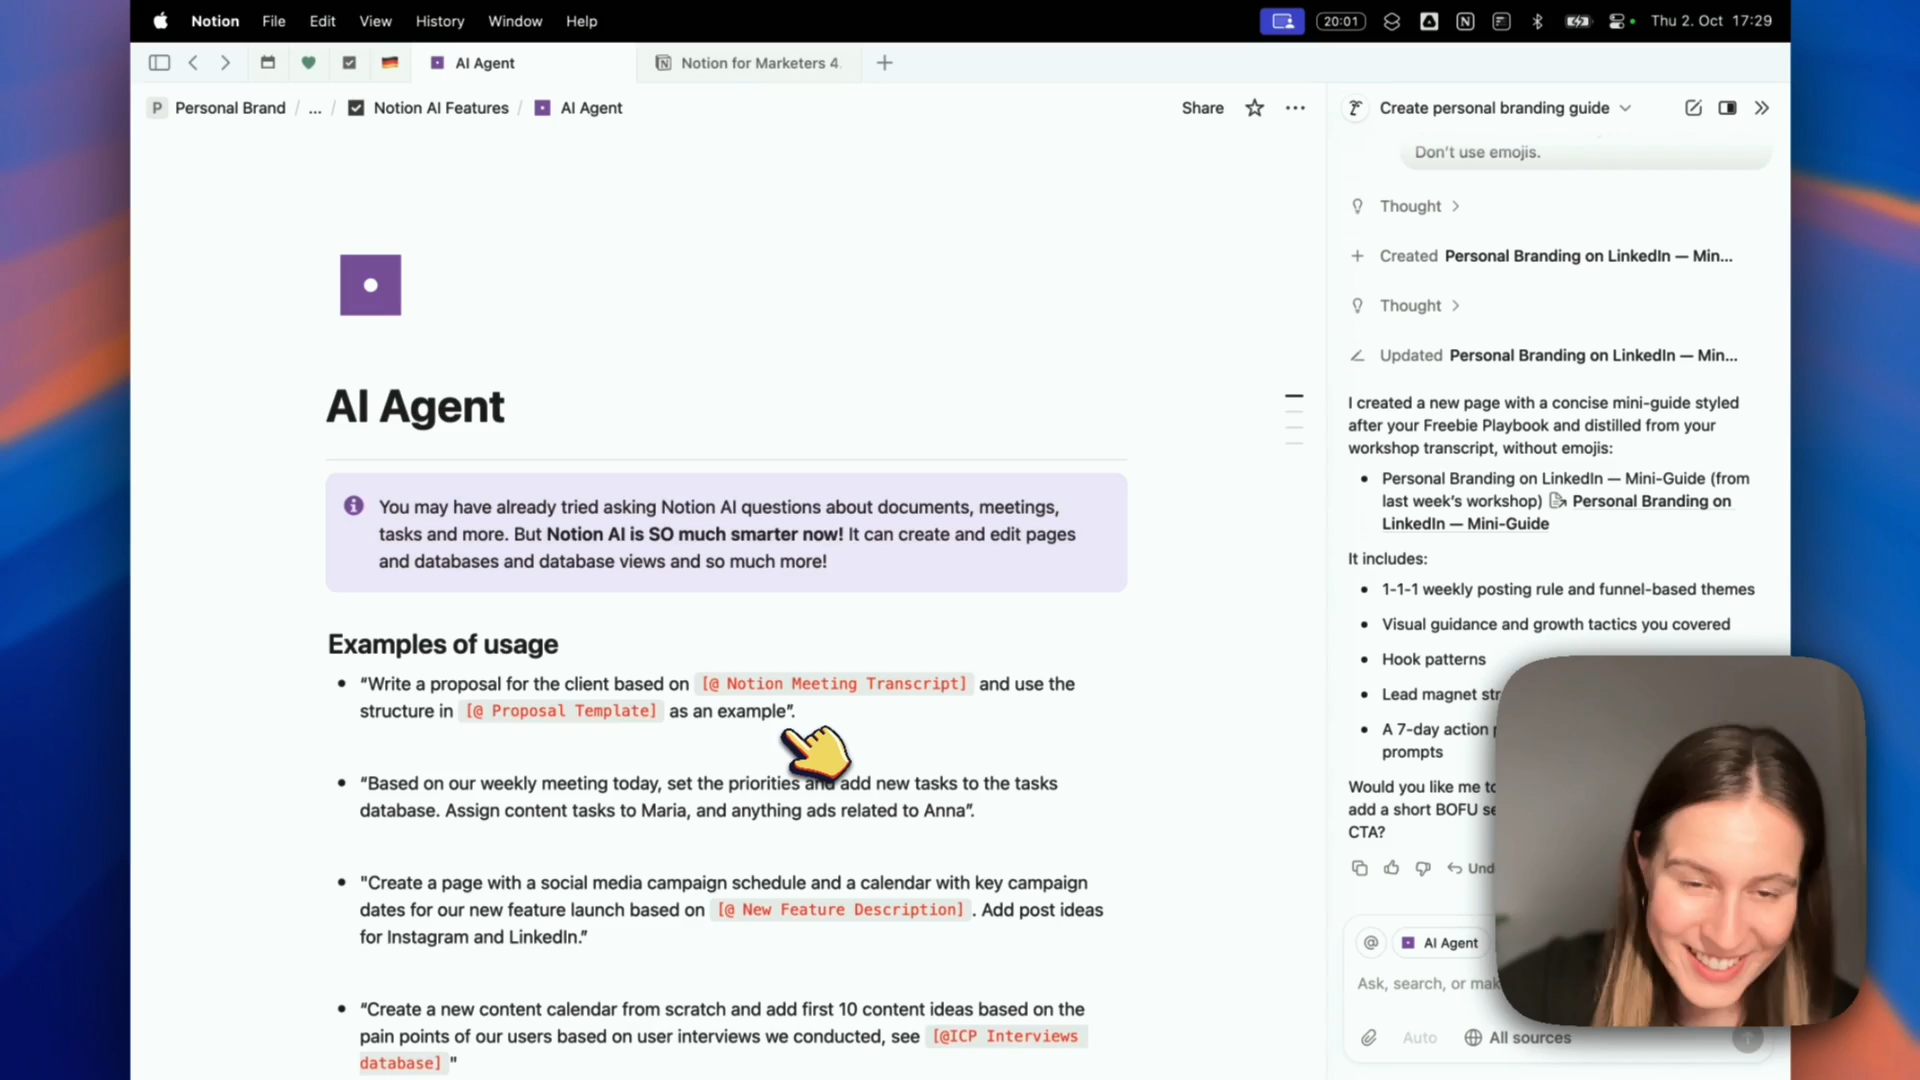 Notion File Edit View History Window Help 20:01 Thu 2. Oct 17:29
AI Agent Notion for Marketers 4.
P Personal Brand / ... / Notion AI Features / AI Agent Share
Create personal branding guide
Don't use emojis.
Thought
Created Personal Branding on LinkedIn — Min...
Thought
Updated Personal Branding on LinkedIn — Min...
I created a new page with a concise mini-guide styled
after your Freebie Playbook and distilled from your
workshop transcript, without emojis:
• Personal Branding on LinkedIn — Mini-Guide (from
last week's workshop) Personal Branding on
LinkedIn — Mini-Guide
It includes:
• 1-1-1 weekly posting rule and funnel-based themes
• Visual guidance and growth tactics you covered
• Hook patterns
• Lead magnet
• A 7-day action
prompts
Would you like me
add a short BOFU
CTA?
@ AI Agent
Ask, search, or
Auto All sources
AI Agent
You may have already tried asking Notion AI questions about documents, meetings,
tasks and more. But Notion AI is SO much smarter now! It can create and edit pages
and databases and database views and so much more!
Examples of usage
• “Write a proposal for the client based on [@ Notion Meeting Transcript] and use the
structure in [@ Proposal Template] as an example”.
• “Based on our weekly meeting today, set the priorities and add new tasks to the tasks
database. Assign content tasks to Maria, and anything ads related to Anna”.
• "Create a page with a social media campaign schedule and a calendar with key campaign
dates for our new feature launch based on [@ New Feature Description]. Add post ideas
for Instagram and LinkedIn.”
• “Create a new content calendar from scratch and add first 10 content ideas based on the
pain points of our users based on user interviews we conducted, see [@ICP Interviews
database] "